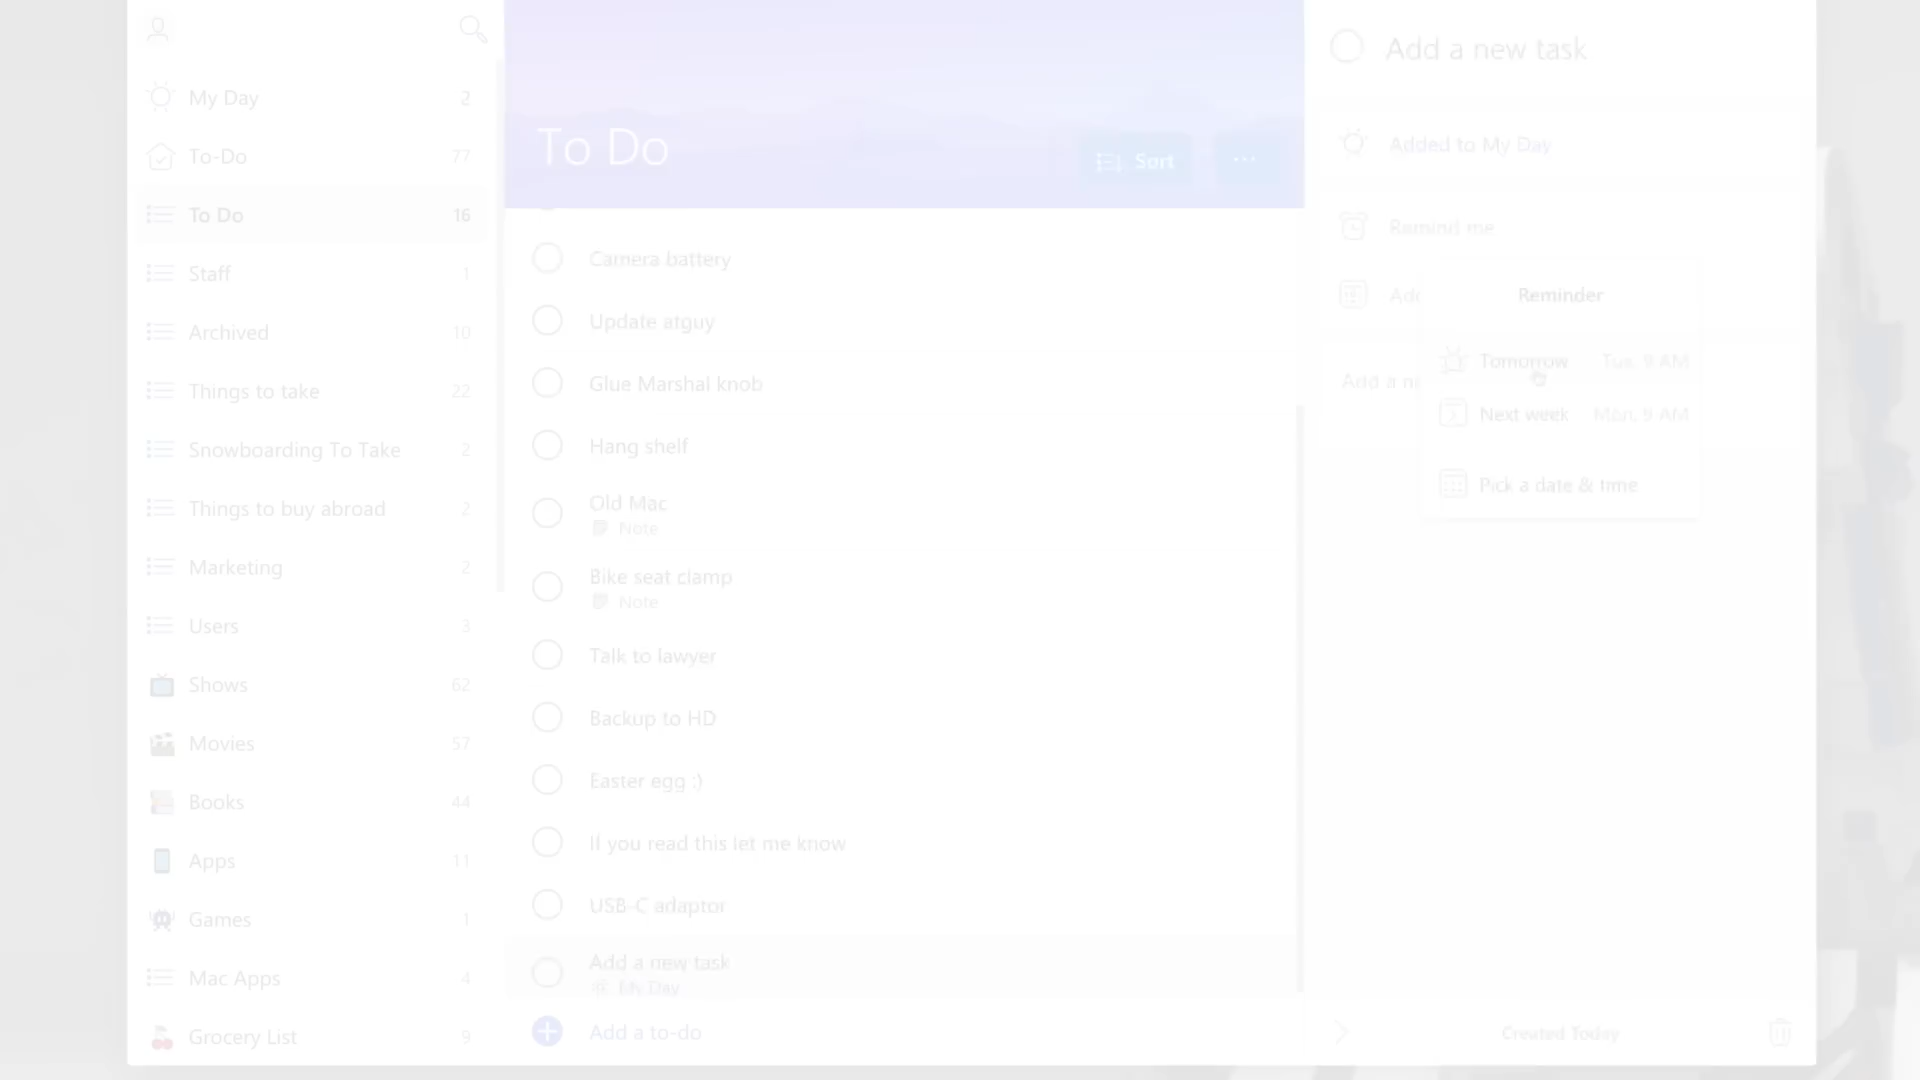 My Day 2
To-Do 77
To Do 16
Staff 1
Archived 10
Things to take 22
Snowboarding To Take 2
Things to buy abroad 2
Marketing 2
Users 3
Shows 62
Movies 57
Books 44
Apps 11
Games 1
Mac Apps 4
Grocery List 9
To Do
Sort
Camera battery
Update atguy
Glue Marshal knob
Hang shelf
Old Mac
Note
Bike seat clamp
Note
Talk to lawyer
Backup to HD
Easter egg :)
If you read this let me know
USB-C adaptor
Add a new task
My Day
Add a to-do
Add a new task
Added to My Day
Remind me
Reminder
Tomorrow Tue, 9 AM
Next week Mon, 9 AM
Pick a date & time
Add a
Created Today